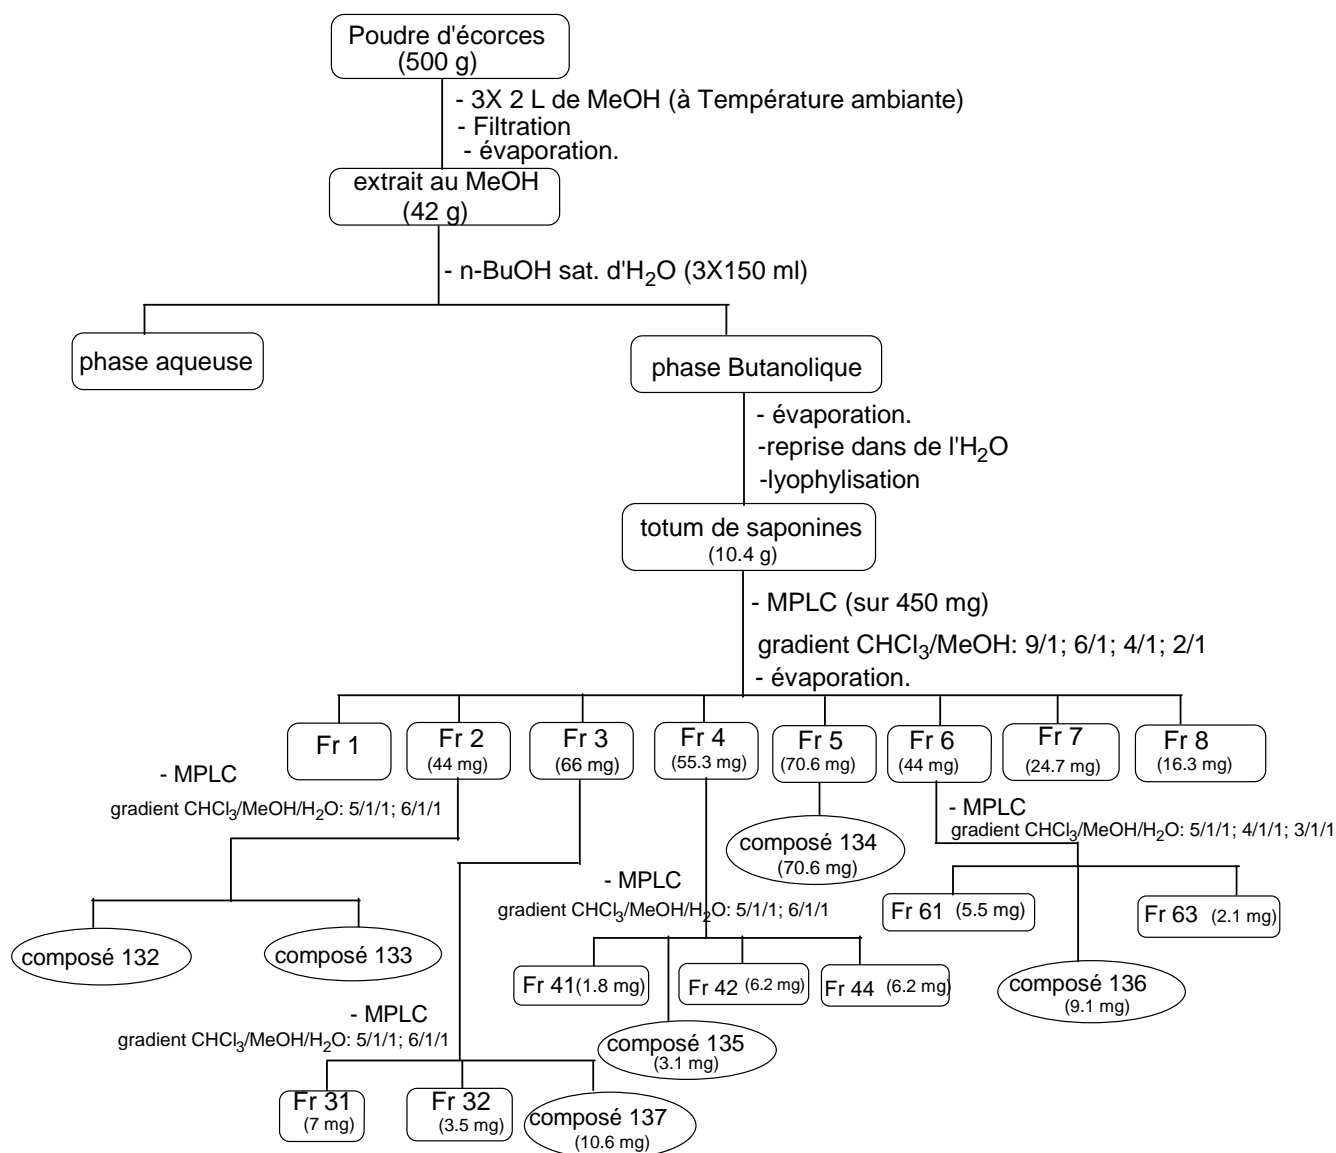 Poudre d'écorces
(500 g)
- 3X 2 L de MeOH (à Température ambiante)
- Filtration
- évaporation.
extrait au MeOH
(42 g)
- n-BuOH sat. d'H2O (3X150 ml)
phase aqueuse
phase Butanolique
- évaporation.
-reprise dans de l'H2O
-lyophylisation
totum de saponines
(10.4 g)
- MPLC (sur 450 mg)
gradient CHCl3/MeOH: 9/1; 6/1; 4/1; 2/1
- évaporation.
Fr 1
Fr 2
(44 mg)
Fr 3
(66 mg)
Fr 4
(55.3 mg)
Fr 5
(70.6 mg)
Fr 6
(44 mg)
Fr 7
(24.7 mg)
Fr 8
(16.3 mg)
- MPLC
gradient CHCl3/MeOH/H2O: 5/1/1; 6/1/1
- MPLC
gradient CHCl3/MeOH/H2O: 5/1/1; 4/1/1; 3/1/1
composé 134
(70.6 mg)
- MPLC
gradient CHCl3/MeOH/H2O: 5/1/1; 6/1/1
Fr 61 (5.5 mg)
Fr 63 (2.1 mg)
composé 132
composé 133
Fr 41(1.8 mg)
Fr 42 (6.2 mg)
Fr 44 (6.2 mg)
composé 136
(9.1 mg)
- MPLC
gradient CHCl3/MeOH/H2O: 5/1/1; 6/1/1
composé 135
(3.1 mg)
Fr 31
(7 mg)
Fr 32
(3.5 mg)
composé 137
(10.6 mg)